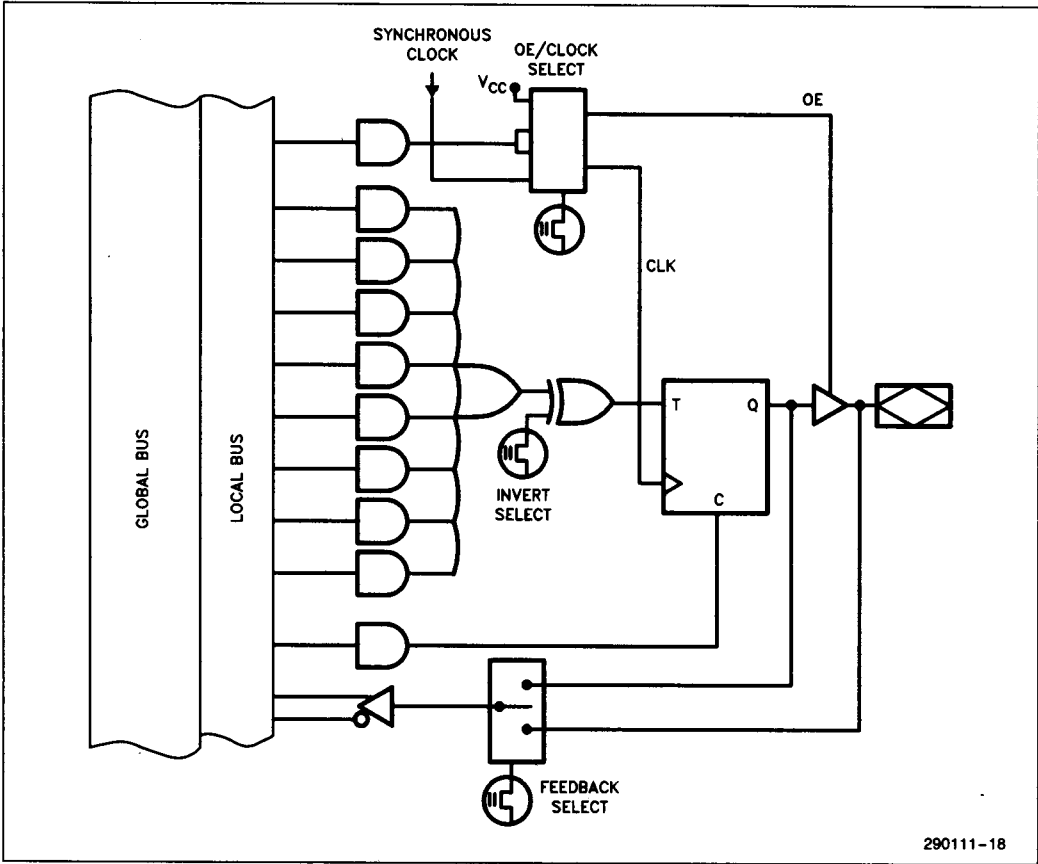 SYNCHRONOUS
CLOCK
OE/CLOCK
SELECT
VCC
OE
CLK
GLOBAL BUS
LOCAL BUS
INVERT
SELECT
T
Q
C
FEEDBACK
SELECT
290111-18